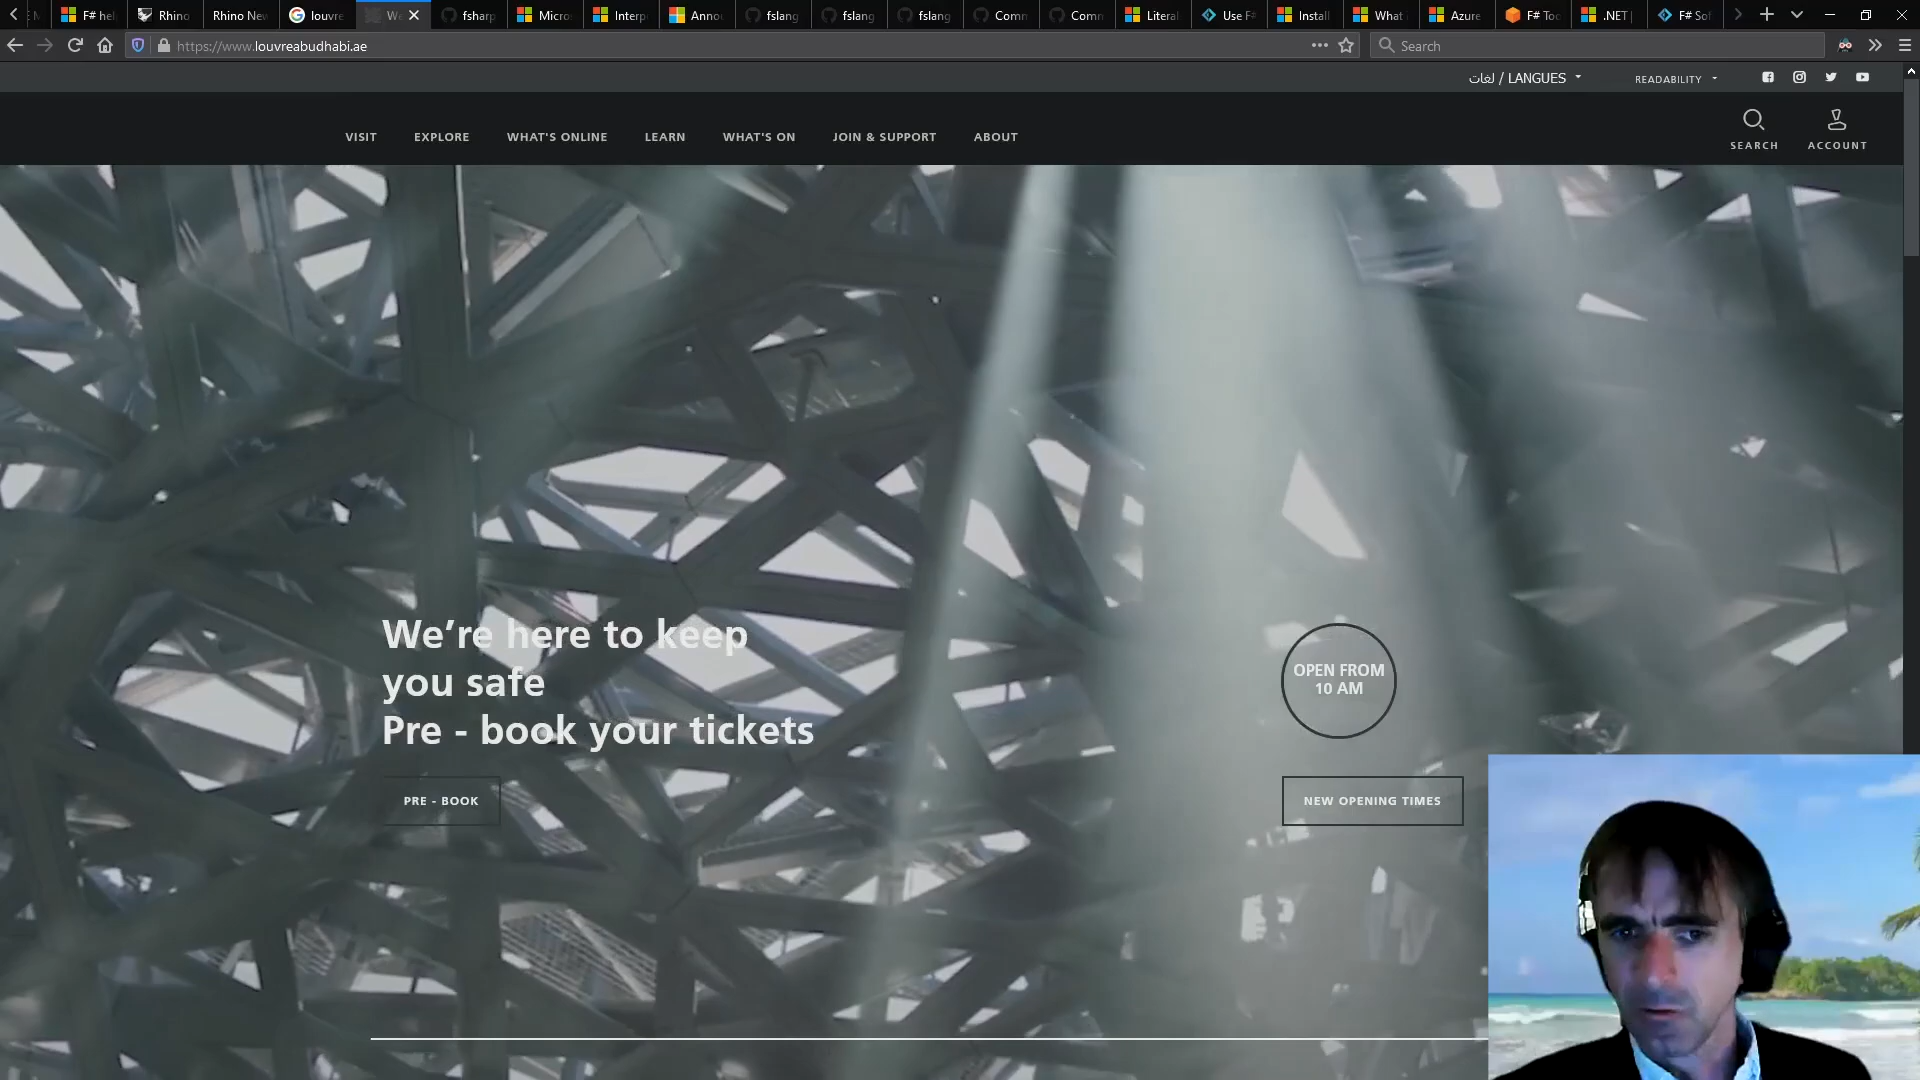 F# hel
Rhino
Rhino New
louvre
We
fsharp
Micro
Interp
Annou
fslang
fslang
fslang
Comm
Comm
Literal
Use F#
Install
What
Azure
F# Too
.NET
F# Sof
https://www.louvreabudhabi.ae
Search
لغات / LANGUES
READABILITY
VISIT
EXPLORE
WHAT'S ONLINE
LEARN
WHAT'S ON
JOIN & SUPPORT
ABOUT
SEARCH
ACCOUNT
We’re here to keep
you safe
Pre - book your tickets
PRE - BOOK
OPEN FROM
10 AM
NEW OPENING TIMES